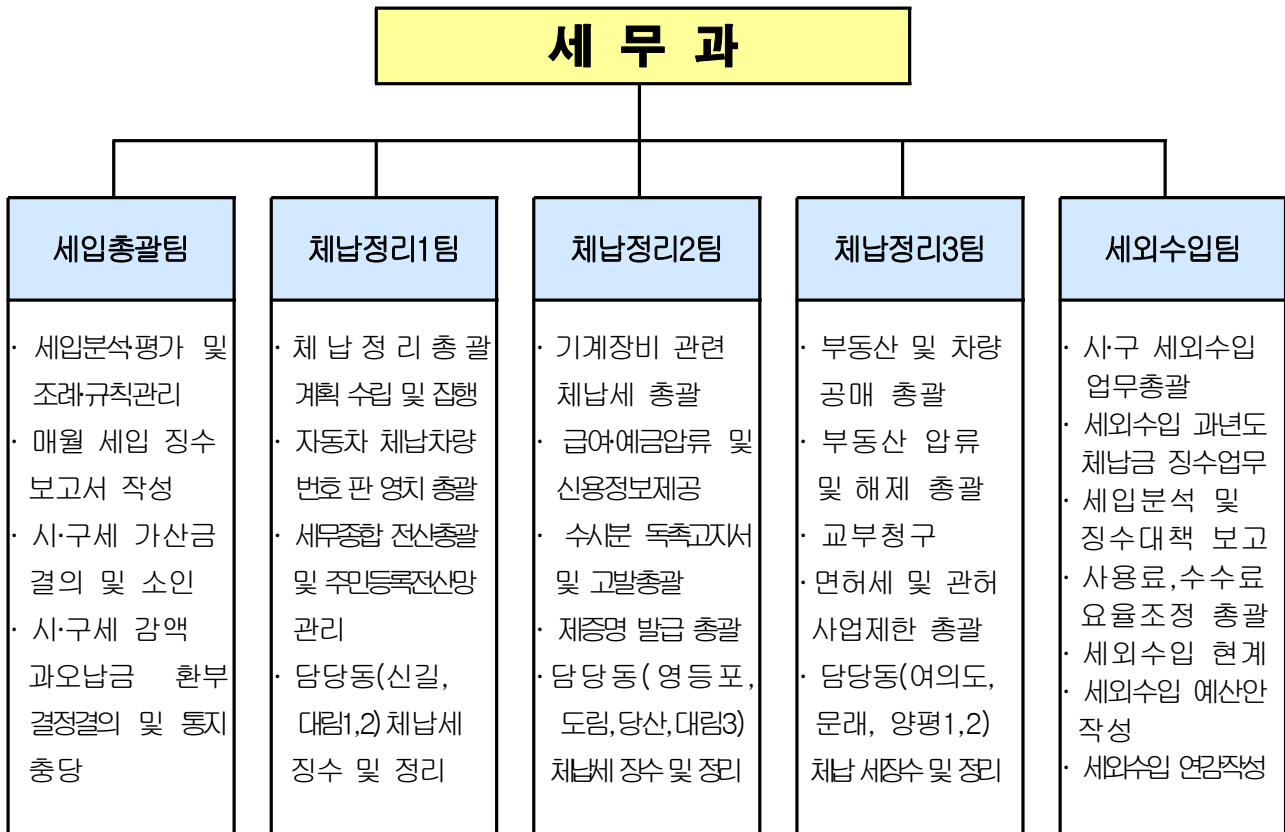 세 무 과
세입총괄팀
· 세입분석·평가 및
조례·규칙관리
· 매월 세입 징수
보고서 작성
· 시·구세 가산금
결의 및 소인
· 시·구세 감액
과오납금 환부
결정결의 및 통지
충당
체납정리1팀
· 체 납 정 리 총 괄
계획 수립 및 집행
· 자동차 체납차량
번호 판 영치 총괄
· 세무종합 전산총괄
및 주민등록전산망
관리
· 담당동(신길,
대림1,2) 체납세
징수 및 정리
체납정리2팀
· 기계장비 관련
체납세 총괄
· 급여·예금압류 및
신용정보제공
· 수시분 독촉고지서
및 고발총괄
· 제증명 발급 총괄
· 담당동(영등포,
도림,당산,대림3)
체납세 징수 및 정리
체납정리3팀
· 부동산 및 차량
공매 총괄
· 부동산 압류
및 해제 총괄
· 교부청구
· 면허세 및 관허
사업제한 총괄
· 담당동(여의도,
문래, 양평1,2)
체납 세징수 및 정리
세외수입팀
· 시·구 세외수입
업무총괄
· 세외수입 과년도
체납금 징수업무
· 세입분석 및
징수대책 보고
· 사용료,수수료
요율조정 총괄
· 세외수입 현계
· 세외수입 예산안
작성
· 세외수입 연감작성